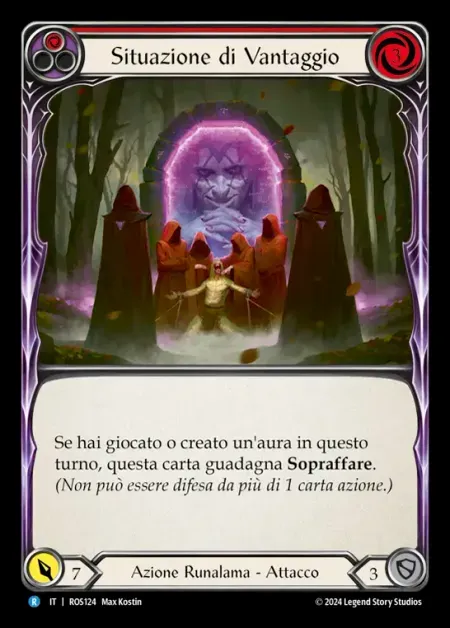 Situazione di Vantaggio
3
Se hai giocato o creato un'aura in questo
turno, questa carta guadagna Sopraffare.
(Non può essere difesa da più di 1 carta azione.)
7
Azione Runalama - Attacco
3
R IT | ROS124 Max Kostin
© 2024 Legend Story Studios